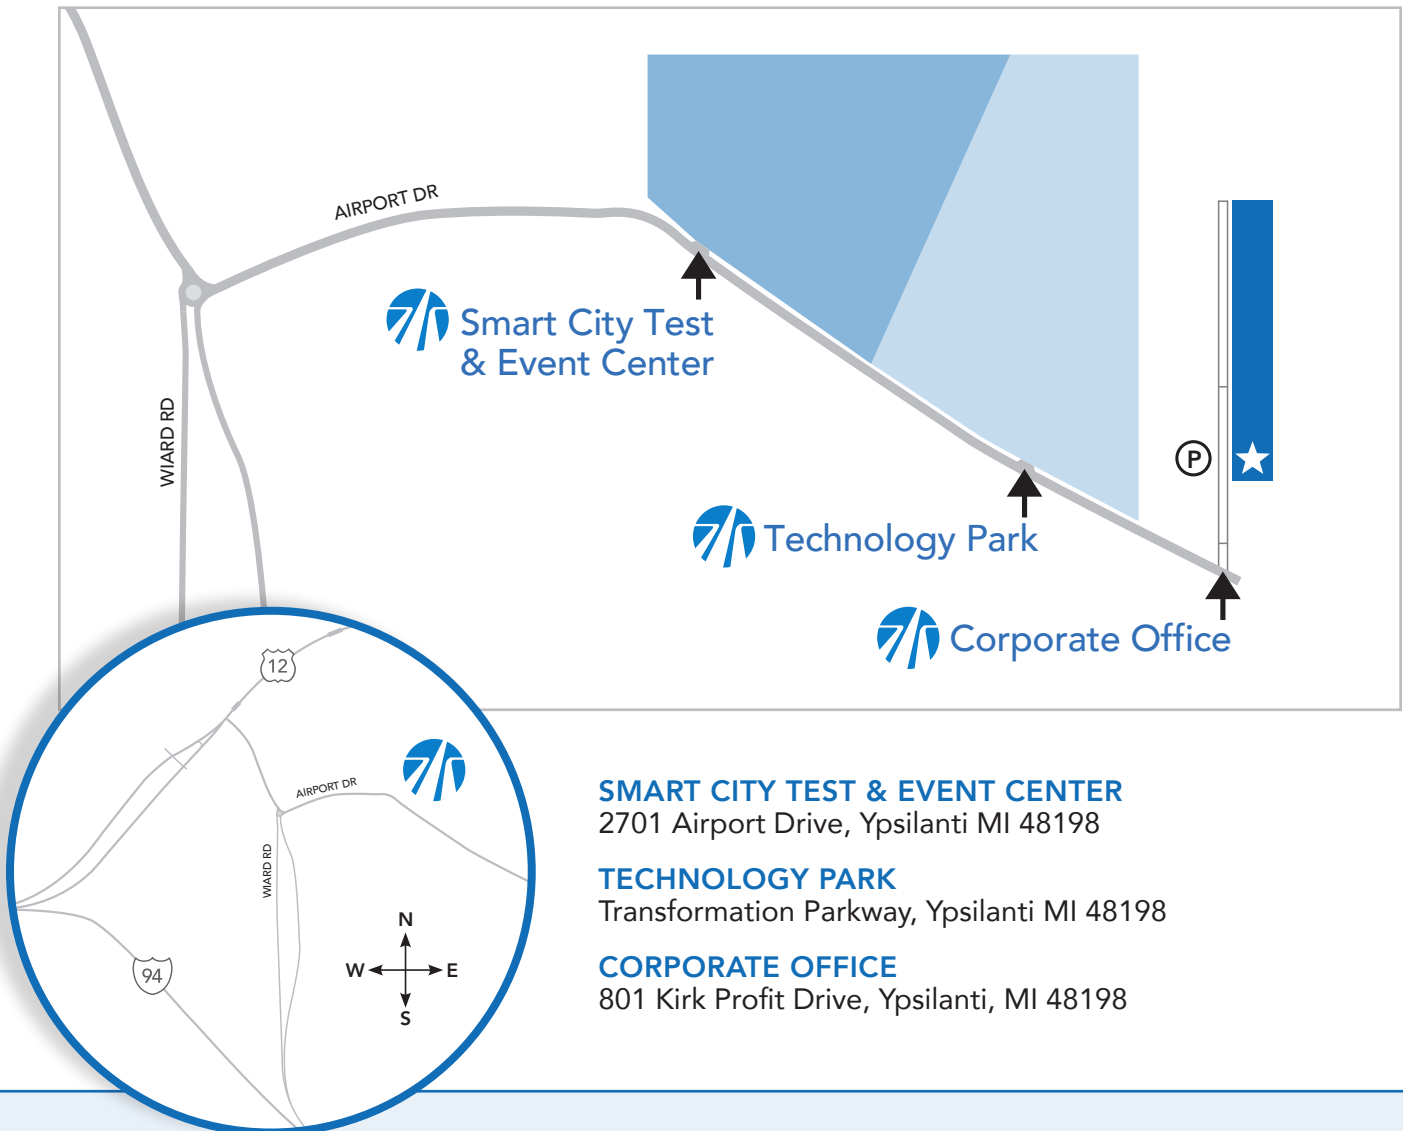 AIRPORT DR
Smart City Test
& Event Center
WIARD RD
P
Technology Park
Corporate Office
12
AIRPORT DR
WIARD RD
94
N
W E
S
SMART CITY TEST & EVENT CENTER
2701 Airport Drive, Ypsilanti MI 48198
TECHNOLOGY PARK
Transformation Parkway, Ypsilanti MI 48198
CORPORATE OFFICE
801 Kirk Profit Drive, Ypsilanti, MI 48198